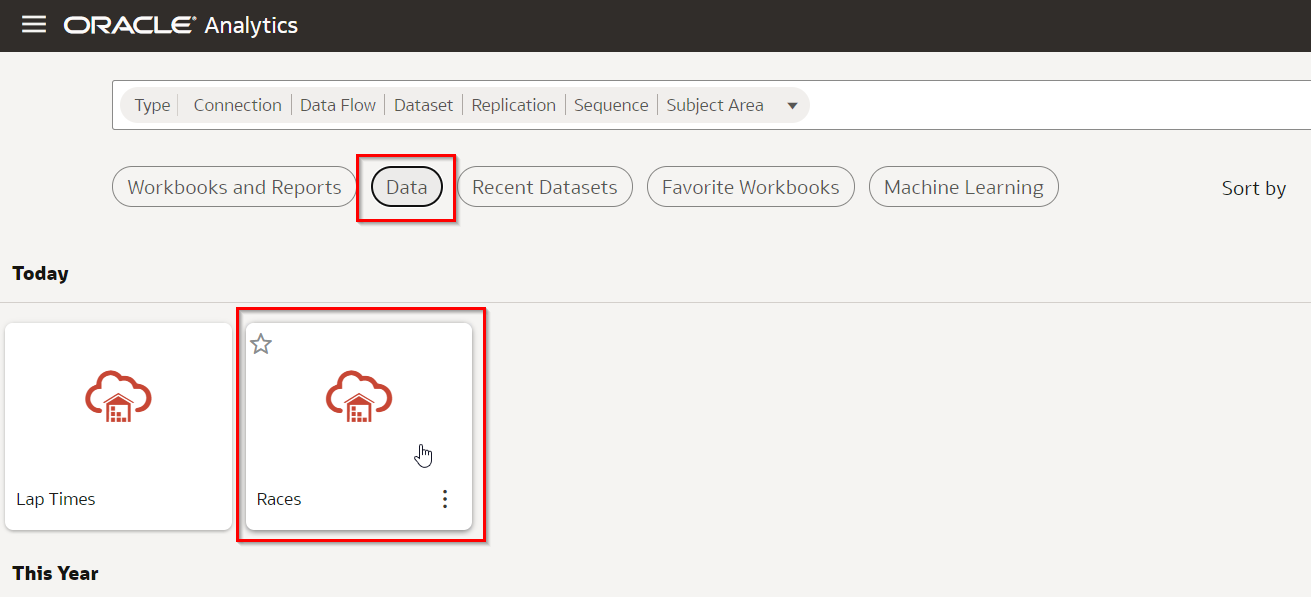 ORACLE Analytics
Type Connection Data Flow Dataset Replication Sequence Subject Area
Workbooks and Reports Data Recent Datasets Favorite Workbooks Machine Learning Sort by
Today
Lap Times Races
This Year